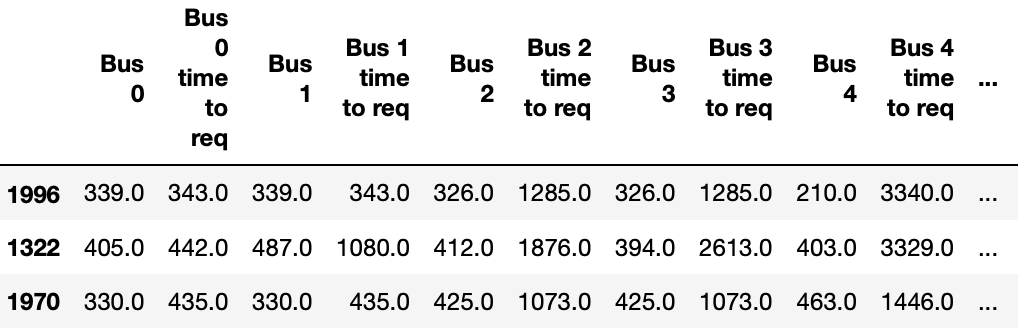 Bus 0 Bus 0 time to req Bus 1 Bus 1 time to req Bus 2 Bus 2 time to req Bus 3 Bus 3 time to req Bus 4 Bus 4 time to req ...
1996 339.0 343.0 339.0 343.0 326.0 1285.0 326.0 1285.0 210.0 3340.0 ...
1322 405.0 442.0 487.0 1080.0 412.0 1876.0 394.0 2613.0 403.0 3329.0 ...
1970 330.0 435.0 330.0 435.0 425.0 1073.0 425.0 1073.0 463.0 1446.0 ...